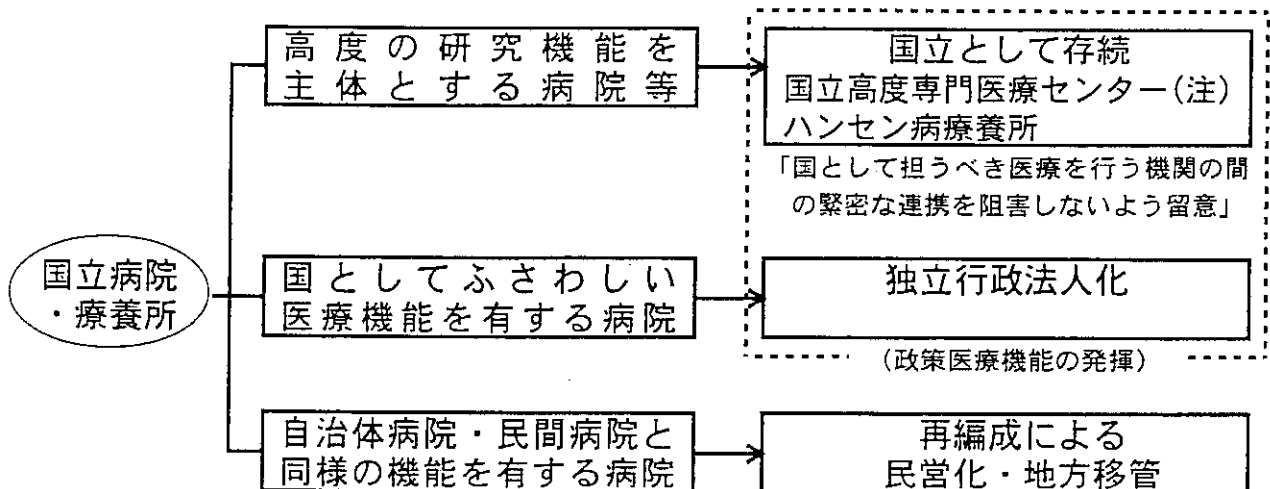 高度の研究機能を
主体とする病院等
国立として存続
国立高度専門医療センター(注)
ハンセン病療養所
「国として担うべき医療を行う機関の間
の緊密な連携を阻害しないよう留意」
国立病院
・療養所
国としてふさわしい
医療機能を有する病院
独立行政法人化
(政策医療機能の発揮)
自治体病院・民間病院と
同様の機能を有する病院
再編成による
民営化・地方移管